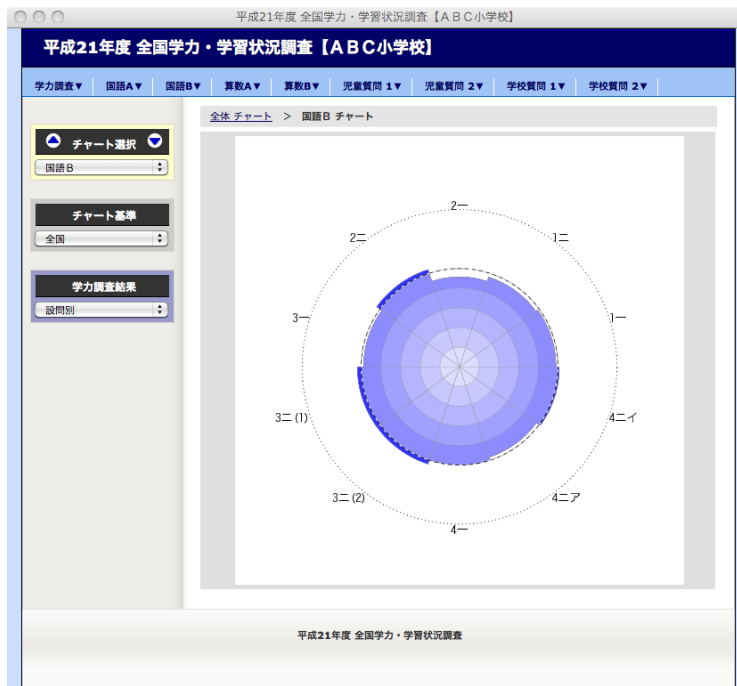 平成21年度 全国学力・学習状況調査【ＡＢＣ小学校】
平成21年度 全国学力・学習状況調査【ＡＢＣ小学校】
学力調査▼ 国語A▼ 国語B▼ 算数A▼ 算数B▼ 児童質問 1▼ 児童質問 2▼ 学校質問 1▼ 学校質問 2▼
全体 チャート > 国語B チャート
チャート選択
国語B
チャート基準
全国
学力調査結果
設問別
2一
1二
1一
4二イ
4二ア
4一
3二(2)
3二(1)
3一
2二
平成21年度 全国学力・学習状況調査